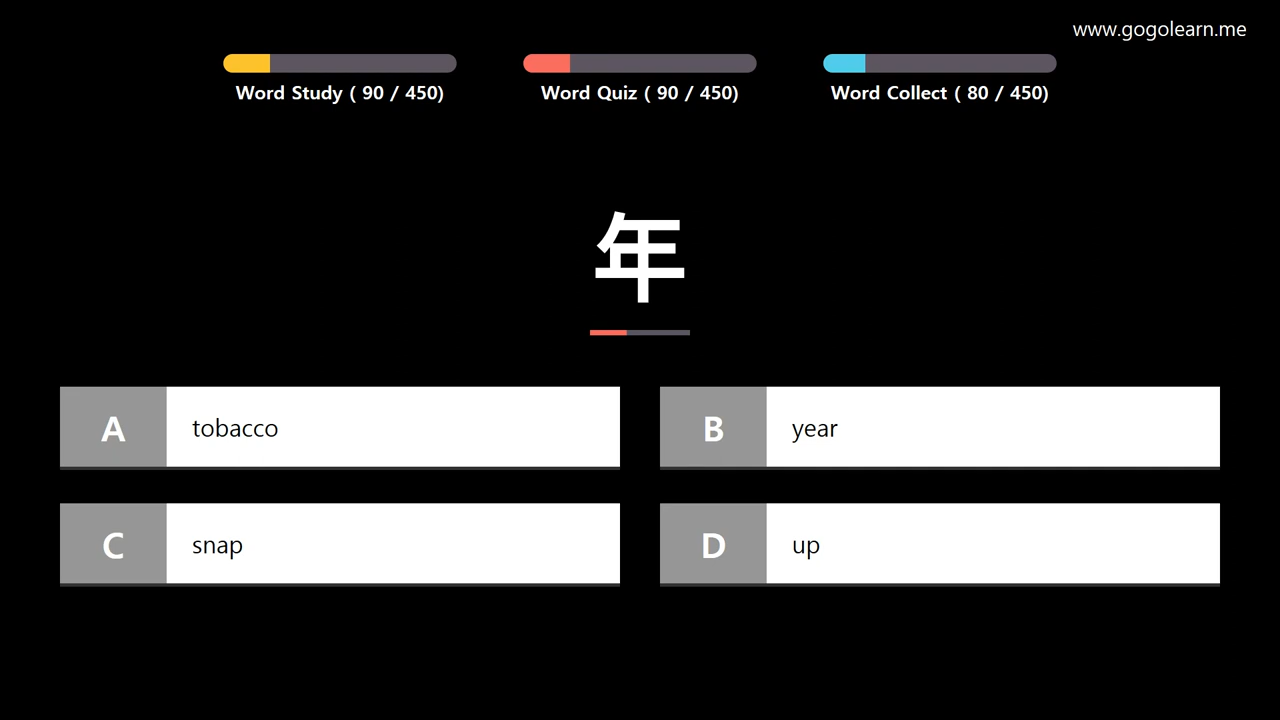 www.gogolearn.me
Word Study ( 90 / 450)
Word Quiz ( 90 / 450)
Word Collect ( 80 / 450)
年
A tobacco
B year
C snap
D up